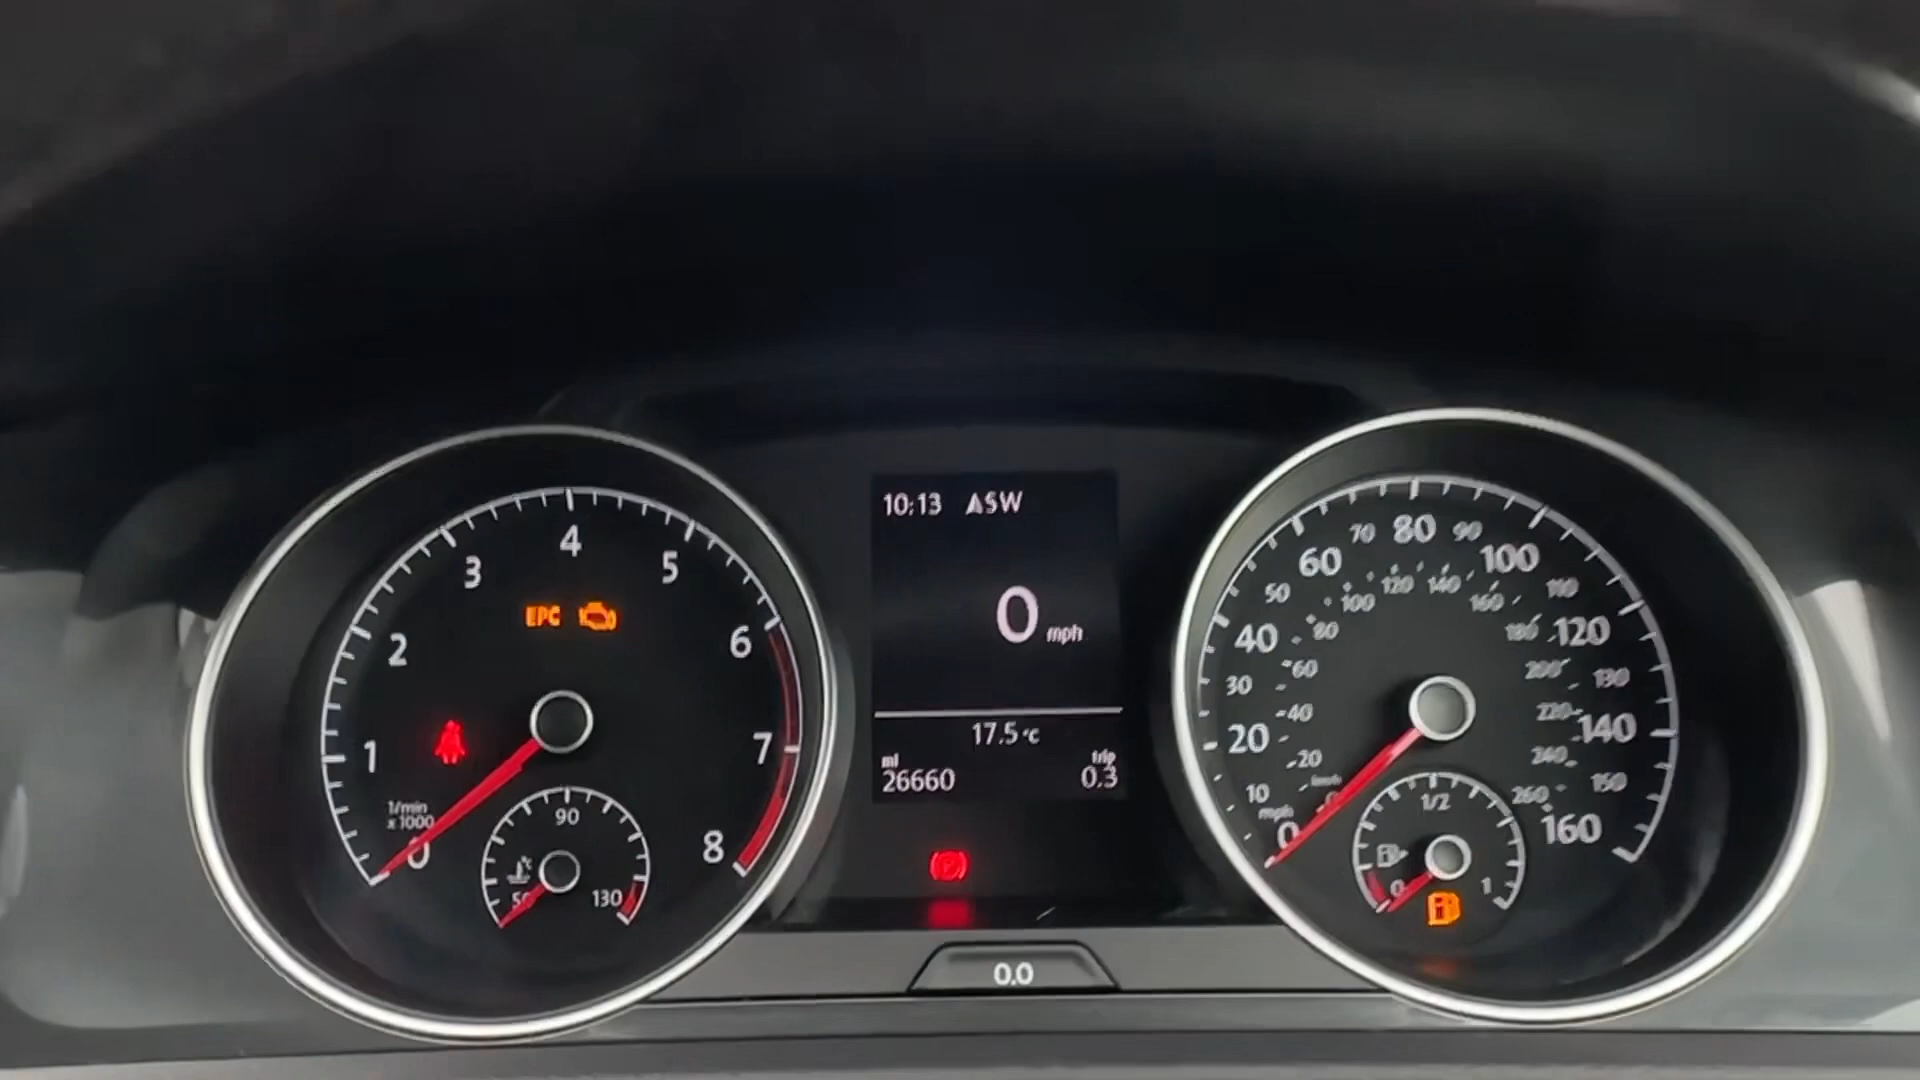 10:13 ASW
0 mph
17.5°c
mi trip
26660 0.3
0.0
EPC
0 1 2 3 4 5 6 7 8
1/min
x1000
50 90 130
°c
0 10 20 30 40 50 60 70 80 90 100 110 120 130 140 150 160
mph
km/h
0 20 40 60 80 100 120 140 160 180 200 220 240 260
0 1/2 1
(P)